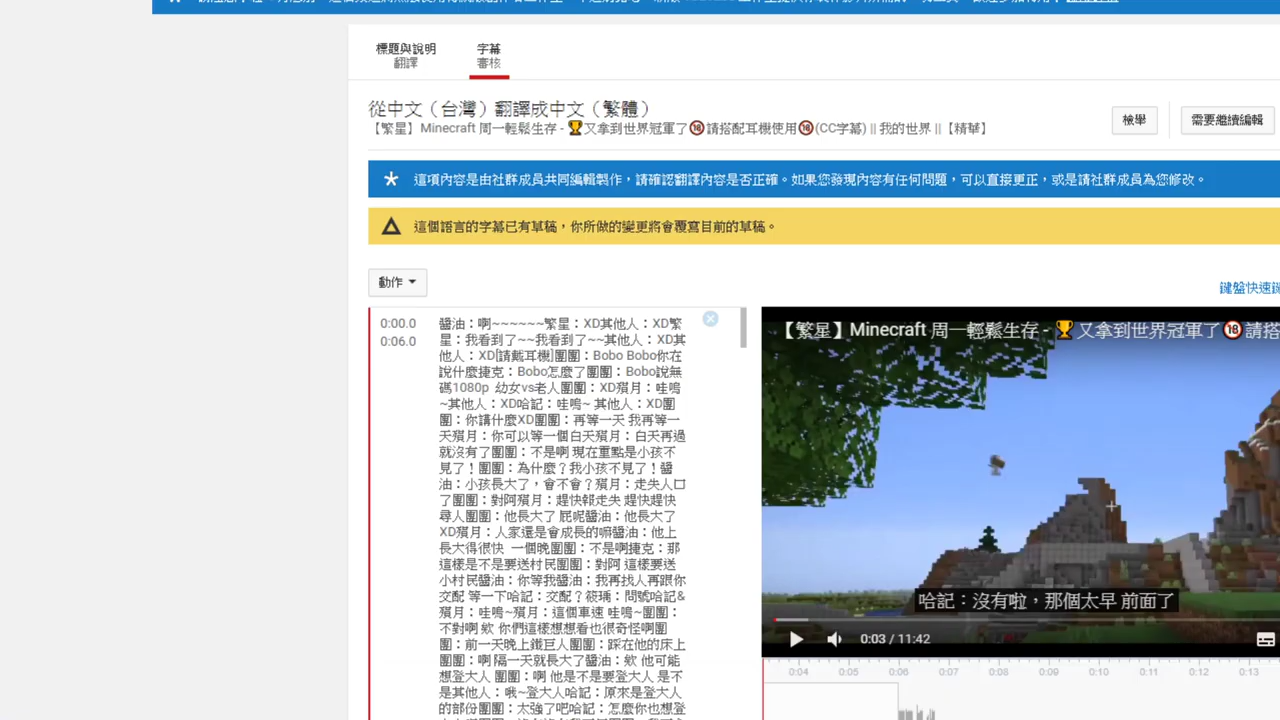 標題與說明
翻譯
字幕
審核
從中文（台灣）翻譯成中文（繁體）
【繁星】Minecraft 周一輕鬆生存 - 🏆又拿到世界冠軍了🔞請搭配耳機使用🔞(CC字幕) || 我的世界 ||【精華】
檢舉
需要繼續編輯
這項內容是由社群成員共同編輯製作，請確認翻譯內容是否正確。如果您發現內容有任何問題，可以直接更正，或是請社群成員為您修改。
這個語言的字幕已有草稿，你所做的變更將會覆寫目前的草稿。
動作
鍵盤快速鍵
0:00.0
0:06.0
醬油：啊~~~~~~繁星：XD其他人：XD繁
星：我看到了~~我看到了~~其他人：XD其
他人：XD[請戴耳機]團團：Bobo Bobo你在
說什麼捷克：Bobo怎麼了團團：Bobo說無
碼1080p 幼女vs老人團團：XD殞月：哇嗚
~其他人：XD哈記：哇嗚~ 其他人：XD團
團：你講什麼XD團團：再等一天 我再等一
天殞月：你可以等一個白天殞月：白天再過
就沒有了團團：不是啊 現在重點是小孩不
見了！團團：為什麼？我小孩不見了！醬
油：小孩長大了，會不會？殞月：走失人口
了團團：對阿殞月：趕快報走失 趕快趕快
尋人團團：他長大了 屁呢醬油：他長大了
XD殞月：人家還是會成長的嘛醬油：他上
長大得很快 一個晚團團：不是啊捷克：那
這樣是不是要送村民團團：對阿 這樣要送
小村民醬油：你等我醬油：我再找人再跟你
交配 等一下哈記：交配？筱瑀：問號哈記&
殞月：哇嗚~殞月：這個車速 哇嗚~團團：
不對啊 欸 你們這樣想想看也很奇怪啊團
團：前一天晚上鐵巨人團團：踩在他的床上
團團：啊 隔一天就長大了醬油：欸 他可能
想登大人 團團：啊 他是不是要登大人 是不
是其他人：哦~登大人哈記：原來是登大人
的部份團團：太強了吧哈記：怎麼你也想登
【繁星】Minecraft 周一輕鬆生存 - 🏆又拿到世界冠軍了🔞請搭
哈記：沒有啦，那個太早 前面了
0:03 / 11:42
0:04 0:05 0:06 0:07 0:08 0:09 0:10 0:11 0:12 0:13